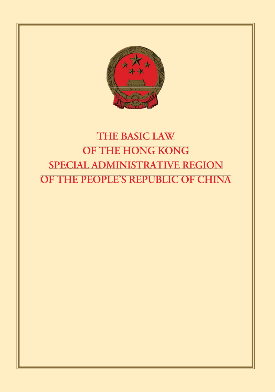 THE BASIC LAW
OF THE HONG KONG
SPECIAL ADMINISTRATIVE REGION
OF THE PEOPLE'S REPUBLIC OF CHINA